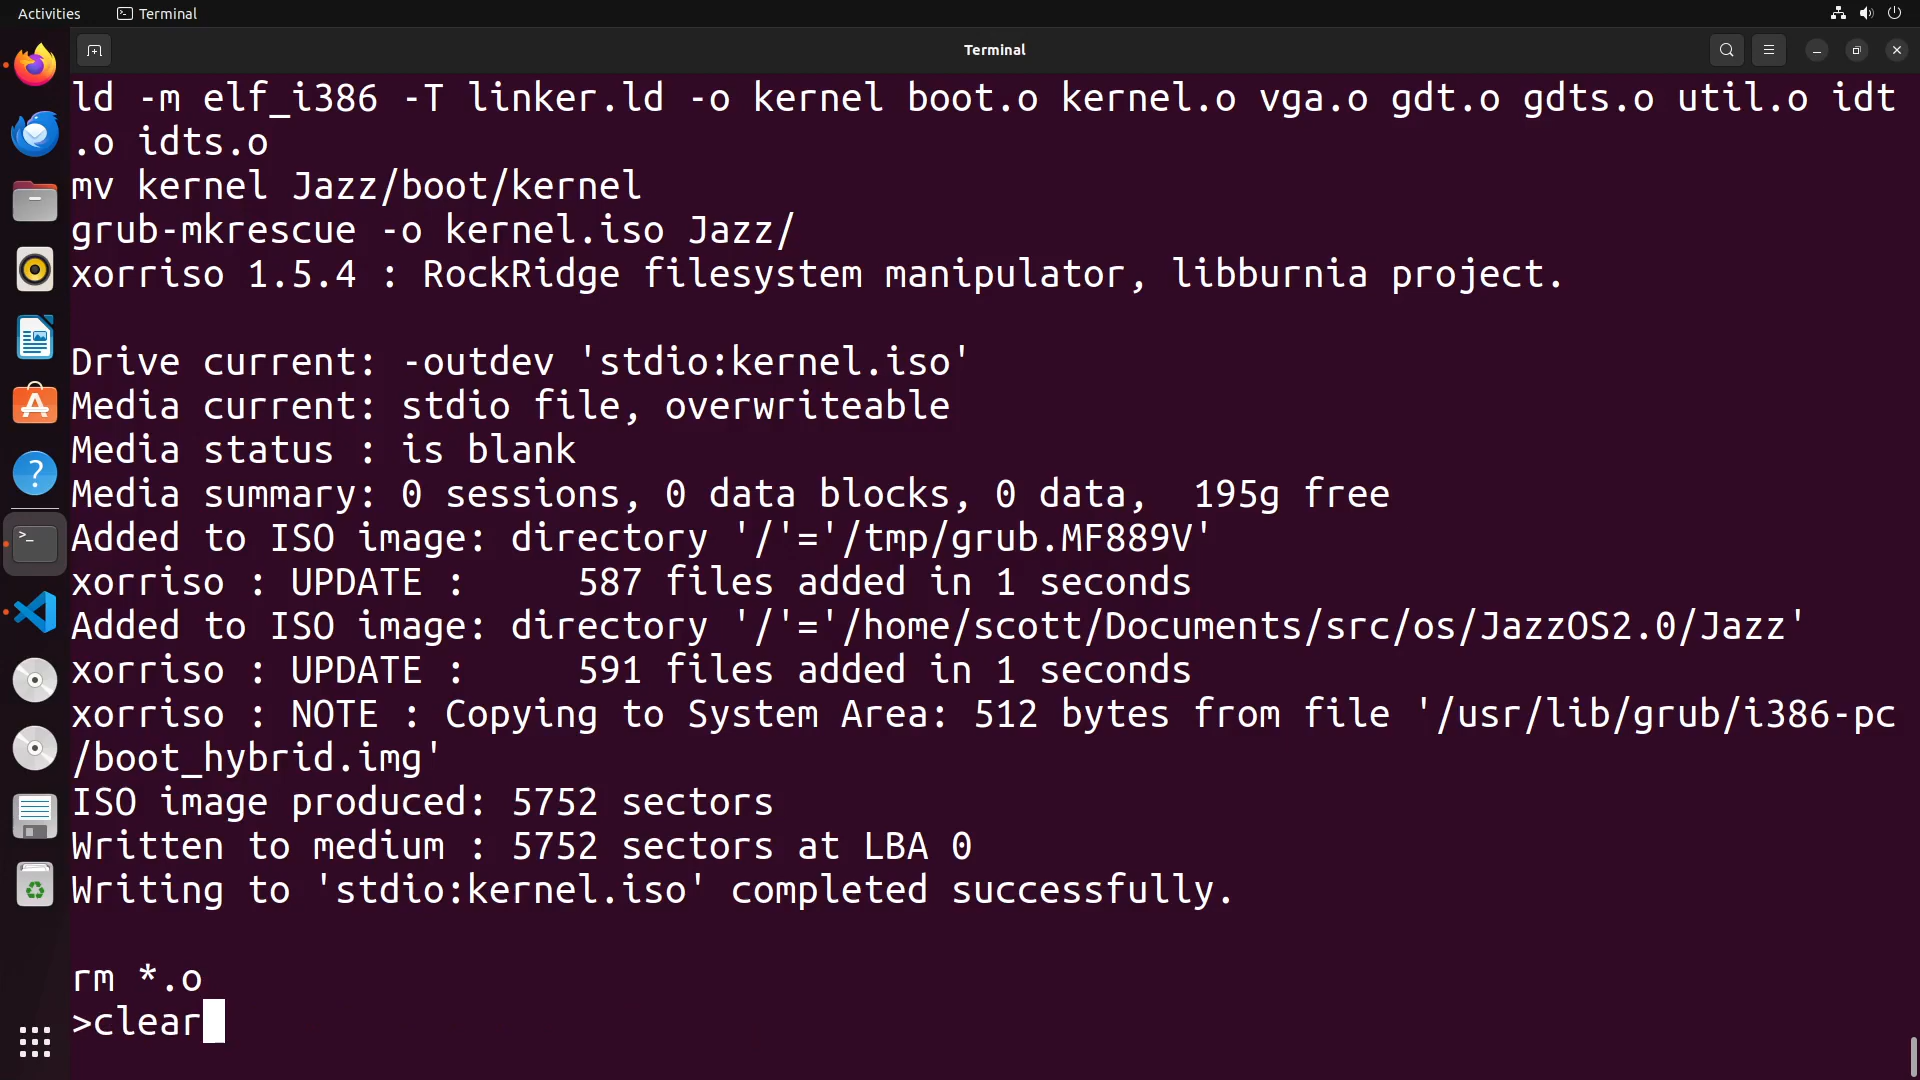 Activities
Terminal
Terminal
ld -m elf_i386 -T linker.ld -o kernel boot.o kernel.o vga.o gdt.o gdts.o util.o idt
.o idts.o
mv kernel Jazz/boot/kernel
grub-mkrescue -o kernel.iso Jazz/
xorriso 1.5.4 : RockRidge filesystem manipulator, libburnia project.
Drive current: -outdev 'stdio:kernel.iso'
Media current: stdio file, overwriteable
Media status : is blank
Media summary: 0 sessions, 0 data blocks, 0 data,  195g free
Added to ISO image: directory '/'='/tmp/grub.MF889V'
xorriso : UPDATE :     587 files added in 1 seconds
Added to ISO image: directory '/'='/home/scott/Documents/src/os/JazzOS2.0/Jazz'
xorriso : UPDATE :     591 files added in 1 seconds
xorriso : NOTE : Copying to System Area: 512 bytes from file '/usr/lib/grub/i386-pc
/boot_hybrid.img'
ISO image produced: 5752 sectors
Written to medium : 5752 sectors at LBA 0
Writing to 'stdio:kernel.iso' completed successfully.
rm *.o
>clear